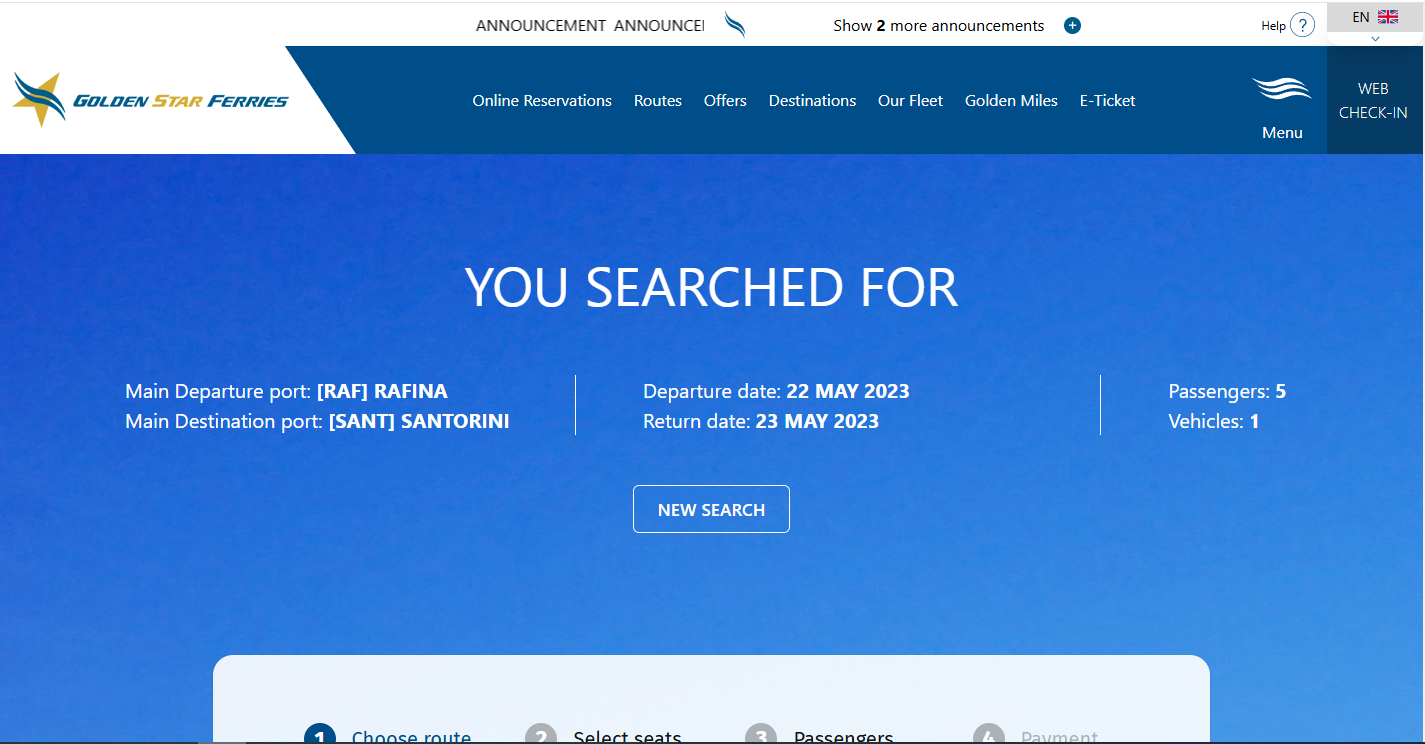 ANNOUNCEMENT ANNOUNCE
Show 2 more announcements
Help ?
EN
GOLDEN STAR FERRIES
Online Reservations Routes Offers Destinations Our Fleet Golden Miles E-Ticket
Menu
WEB
CHECK-IN
YOU SEARCHED FOR
Main Departure port: [RAF] RAFINA
Main Destination port: [SANT] SANTORINI
Departure date: 22 MAY 2023
Return date: 23 MAY 2023
Passengers: 5
Vehicles: 1
NEW SEARCH
1 Choose route 2 Select seats 3 Passengers 4 Payment